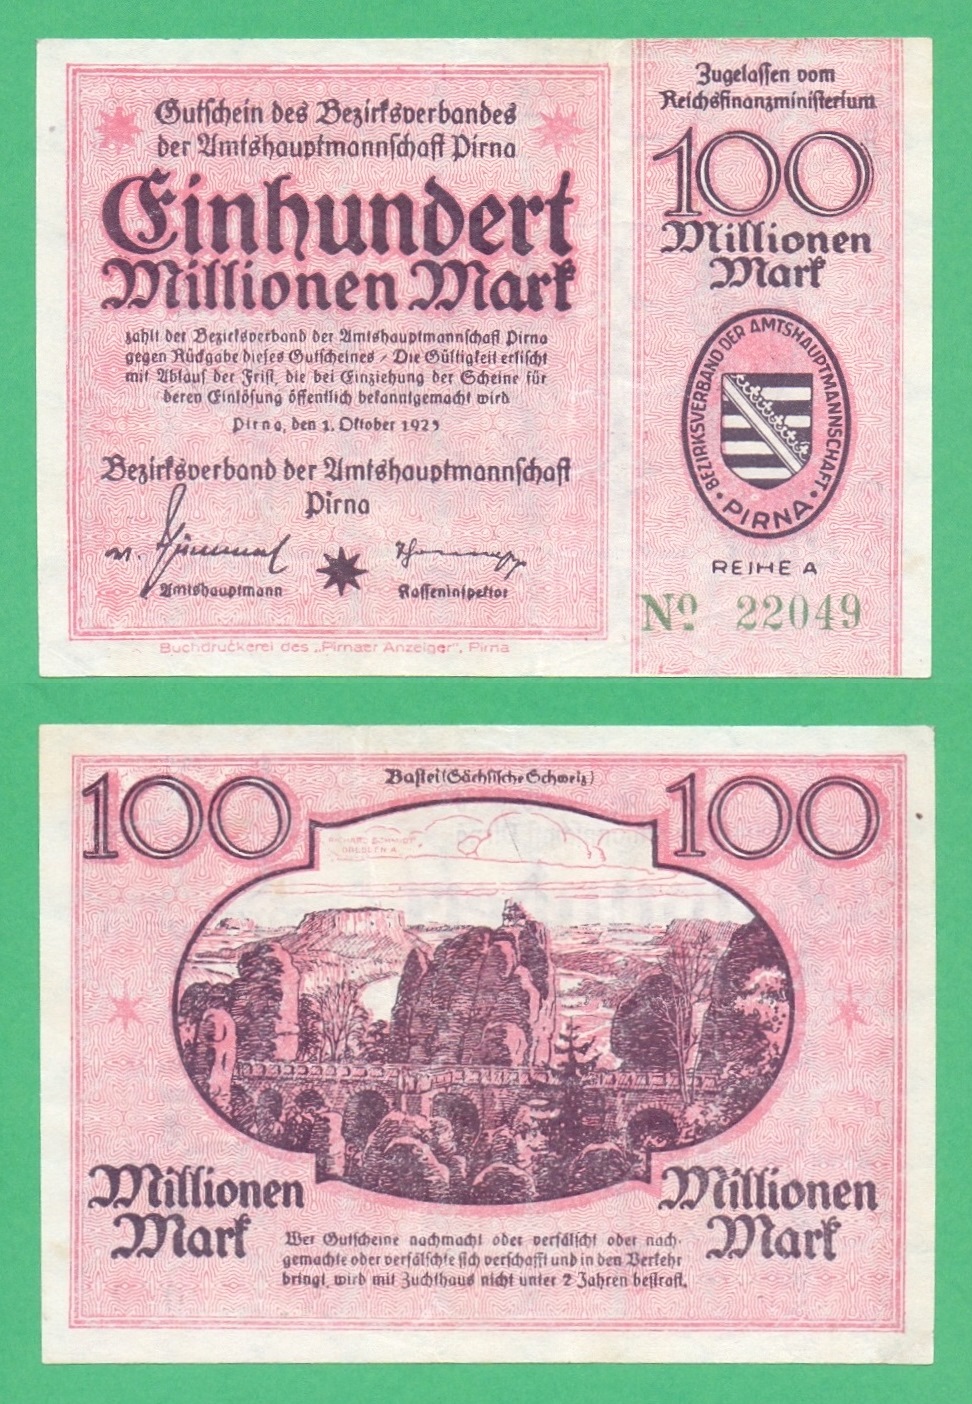 Gutschein des Bezirksverbandes
der Amtshauptmannschaft Pirna
Einhundert
Millionen Mark
zahlt der Bezirksverband der Amtshauptmannschaft Pirna
gegen Rückgabe dieses Gutscheines - Die Gültigkeit erlischt
mit Ablauf der Frist, die bei Einziehung der Scheine für
deren Einlösung öffentlich bekanntgemacht wird
Pirna, den 1. Oktober 1923
Bezirksverband der Amtshauptmannschaft
Pirna
Amtshauptmann
Kasseninspektor
Buchdruckerei des „Pirnaer Anzeiger", Pirna
Zugelassen vom
Reichsfinanzministerium
100
Millionen
Mark
BEZIRKSVERBAND DER AMTSHAUPTMANNSCHAFT
• PIRNA •
REIHE A
Nº 22049
Bastei (Sächsische Schweiz)
100
100
SCHMIDT
DRESDEN A.
Millionen
Mark
Millionen
Mark
Wer Gutscheine nachmacht oder verfälscht oder nach-
gemachte oder verfälschte sich verschafft und in den Verkehr
bringt, wird mit Zuchthaus nicht unter 2 Jahren bestraft.